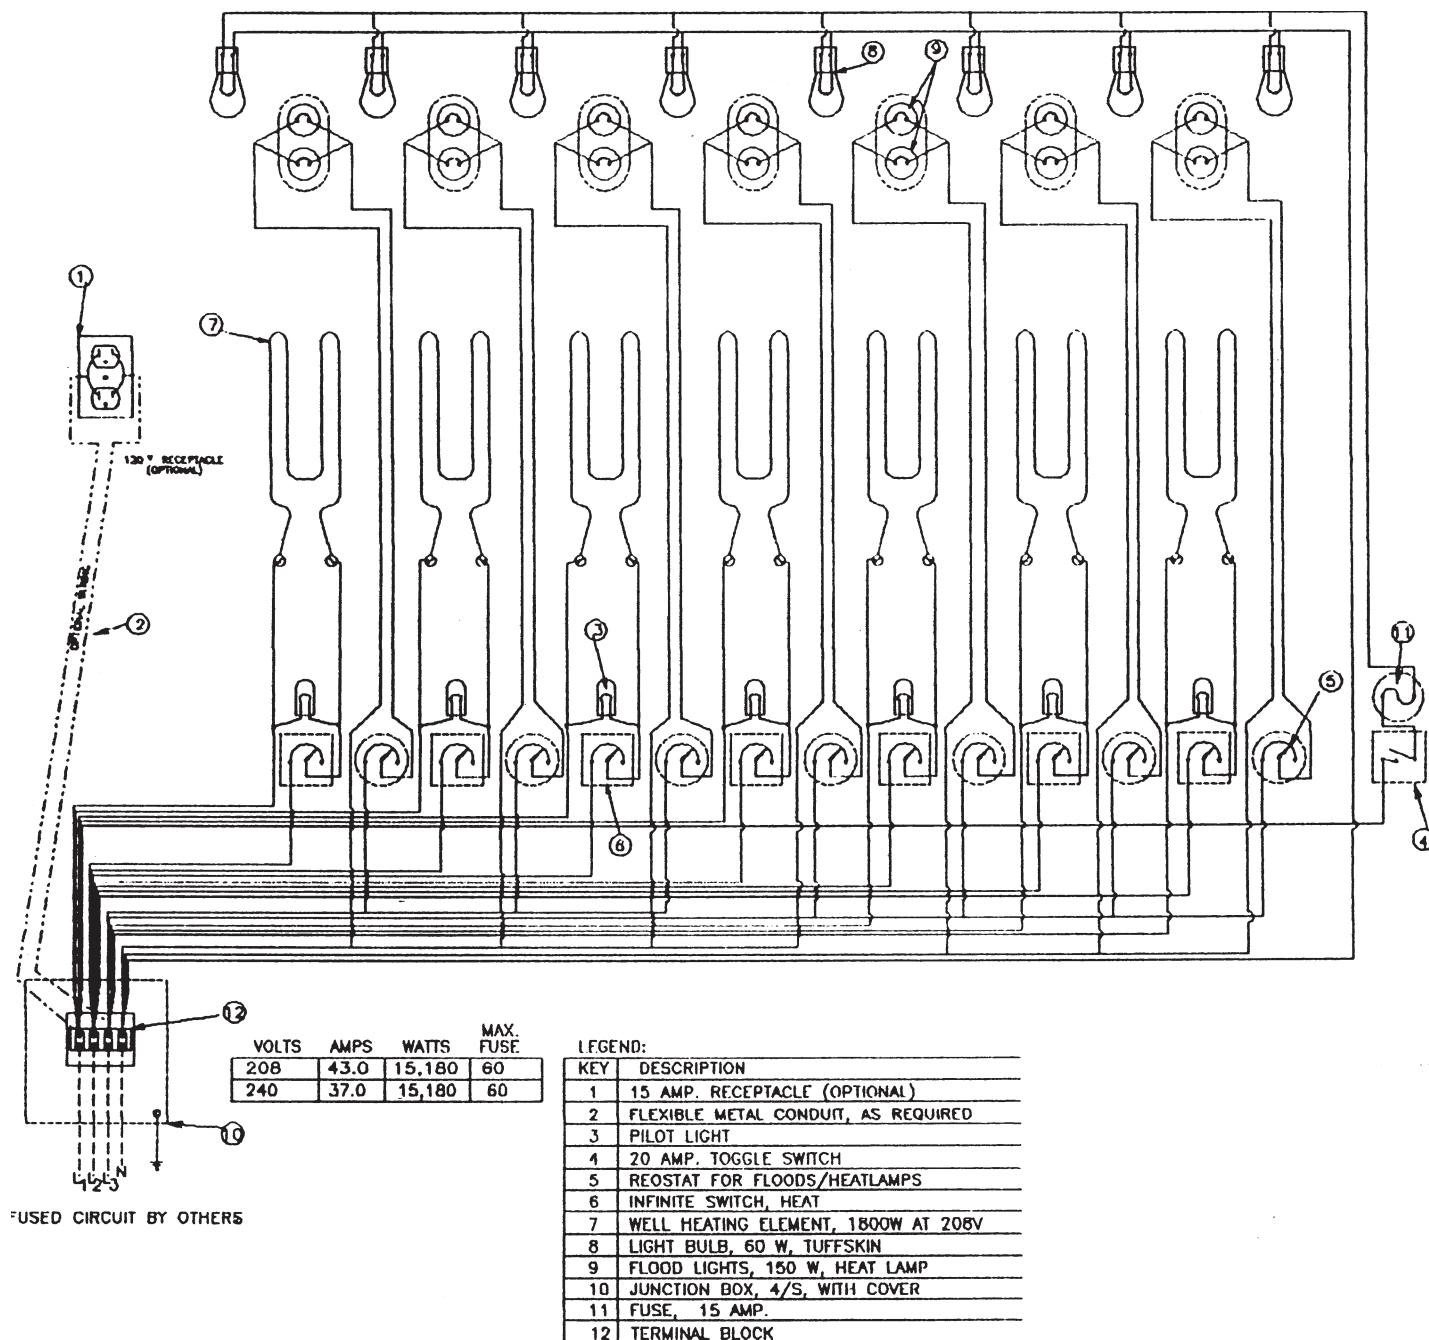 8
9
1
7
120 V RECEPTACLE
(OPTIONAL)
2
3
11
5
6
4
12
10
L1 L2 L3 N
FUSED CIRCUIT BY OTHERS
VOLTS AMPS WATTS MAX. FUSE
208 43.0 15,180 60
240 37.0 15,180 60
LEGEND:
KEY DESCRIPTION
1 15 AMP. RECEPTACLE (OPTIONAL)
2 FLEXIBLE METAL CONDUIT, AS REQUIRED
3 PILOT LIGHT
4 20 AMP. TOGGLE SWITCH
5 REOSTAT FOR FLOODS/HEATLAMPS
6 INFINITE SWITCH, HEAT
7 WELL HEATING ELEMENT, 1800W AT 208V
8 LIGHT BULB, 60 W, TUFFSKIN
9 FLOOD LIGHTS, 150 W, HEAT LAMP
10 JUNCTION BOX, 4/S, WITH COVER
11 FUSE, 15 AMP.
12 TERMINAL BLOCK